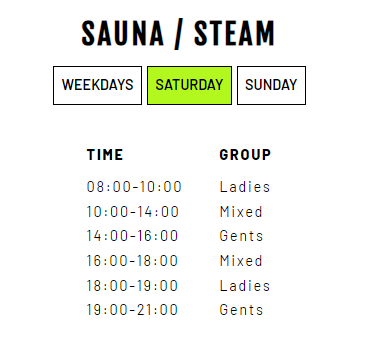 SAUNA / STEAM
WEEKDAYS SATURDAY SUNDAY
TIME GROUP
08:00-10:00 Ladies
10:00-14:00 Mixed
14:00-16:00 Gents
16:00-18:00 Mixed
18:00-19:00 Ladies
19:00-21:00 Gents